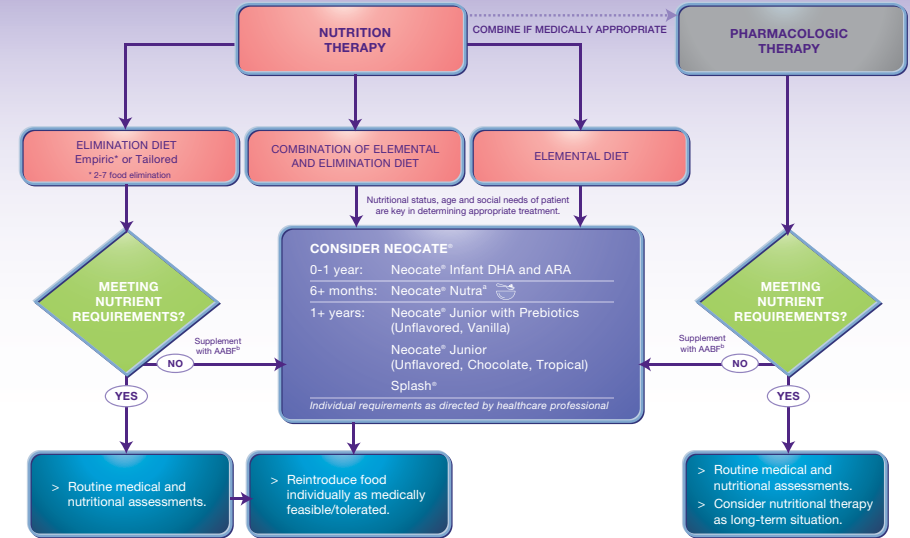 NUTRITION
THERAPY
COMBINE IF MEDICALLY APPROPRIATE
PHARMACOLOGIC
THERAPY
ELIMINATION DIET
Empiric* or Tailored
* 2-7 food elimination
COMBINATION OF ELEMENTAL
AND ELIMINATION DIET
ELEMENTAL DIET
Nutritional status, age and social needs of patient
are key in determining appropriate treatment.
MEETING
NUTRIENT
REQUIREMENTS?
Supplement
with AABFᵇ
NO
YES
CONSIDER NEOCATE®
0-1 year: Neocate® Infant DHA and ARA
6+ months: Neocate® Nutraᵃ
1+ years: Neocate® Junior with Prebiotics
(Unflavored, Vanilla)
Neocate® Junior
(Unflavored, Chocolate, Tropical)
Splash®
Individual requirements as directed by healthcare professional
MEETING
NUTRIENT
REQUIREMENTS?
Supplement
with AABFᵇ
NO
YES
> Routine medical and
nutritional assessments.
> Reintroduce food
individually as medically
feasible/tolerated.
> Routine medical and
nutritional assessments.
> Consider nutritional therapy
as long-term situation.